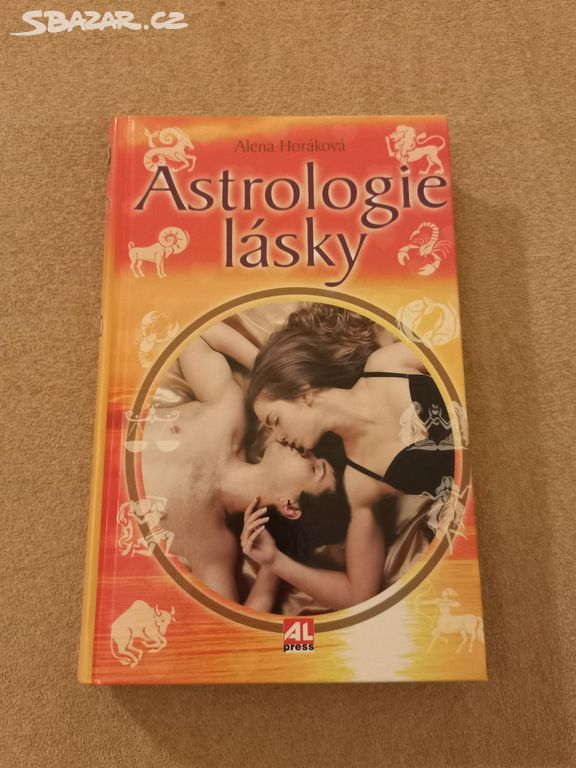 SBAZAR.CZ
Alena Horáková
Astrologie
lásky
AL
press